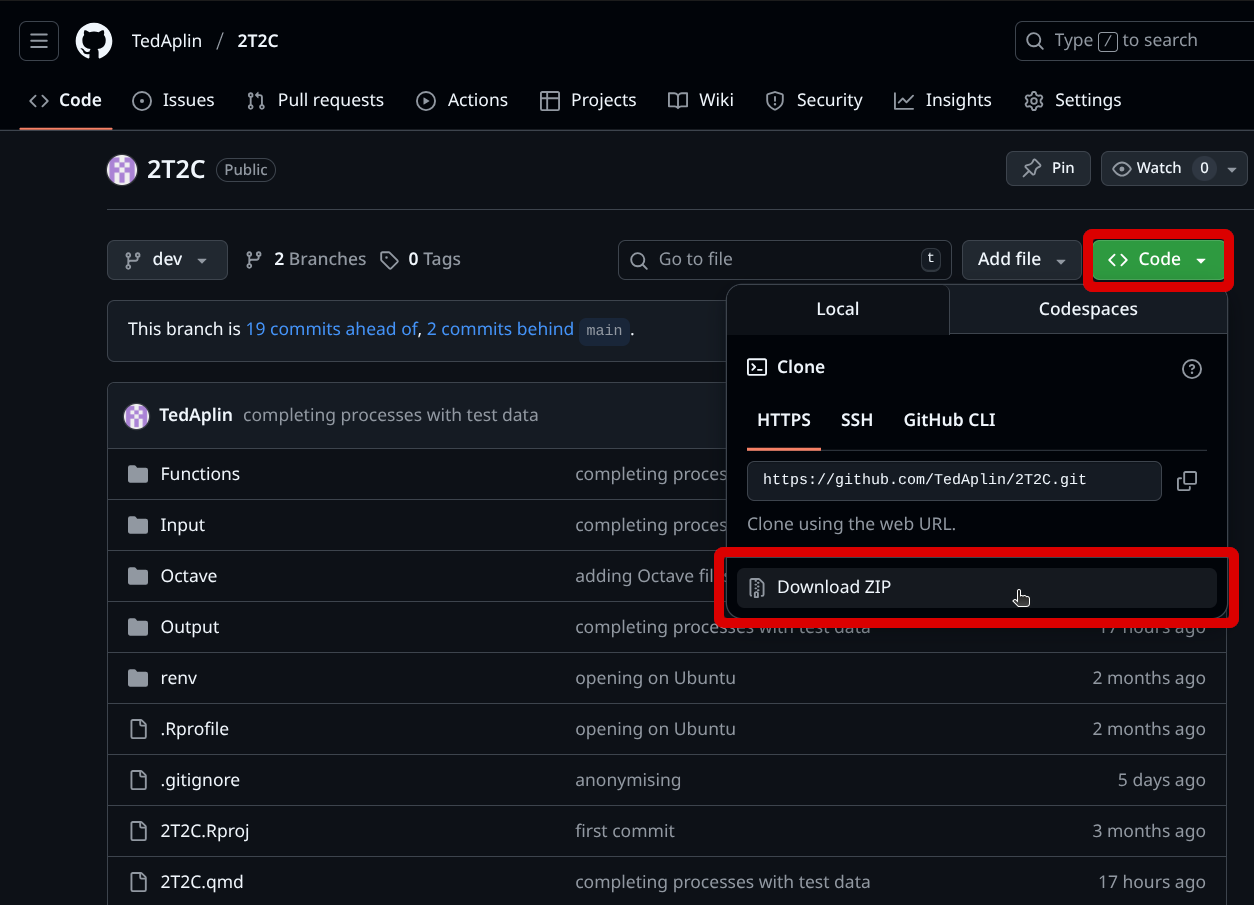 TedAplin / 2T2C Type / to search
Code Issues Pull requests Actions Projects Wiki Security Insights Settings
2T2C Public Pin Watch 0
dev 2 Branches 0 Tags Go to file t Add file Code
Local Codespaces
This branch is 19 commits ahead of, 2 commits behind main .
Clone
HTTPS SSH GitHub CLI
TedAplin completing processes with test data
https://github.com/TedAplin/2T2C.git
Clone using the web URL.
Download ZIP
Functions completing proces
Input completing proces
Octave adding Octave fil
Output completing processes with test data 17 hours ago
renv opening on Ubuntu 2 months ago
.Rprofile opening on Ubuntu 2 months ago
.gitignore anonymising 5 days ago
2T2C.Rproj first commit 3 months ago
2T2C.qmd completing processes with test data 17 hours ago